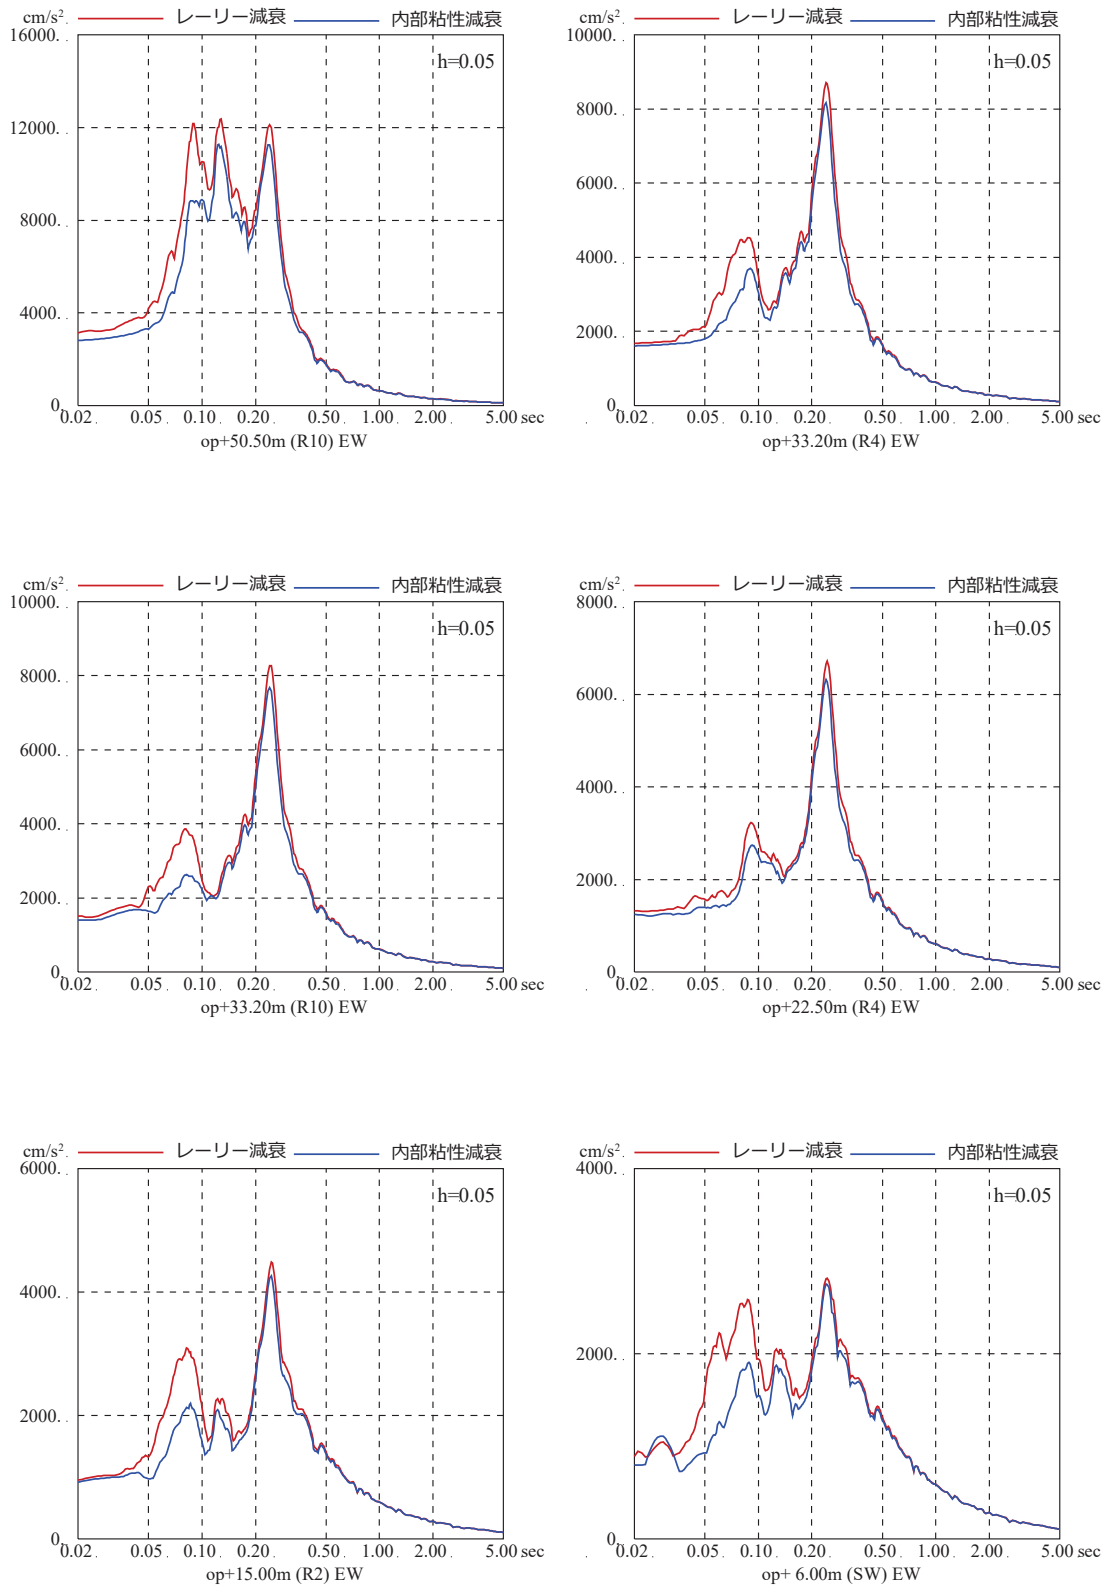 cm/s². レーリー減衰 内部粘性減衰
16000.
h=0.05
12000.
8000.
4000.
0.
0.02 0.05 0.10 0.20 0.50 1.00 2.00 5.00 sec
op+50.50m (R10) EW
cm/s². レーリー減衰 内部粘性減衰
10000.
h=0.05
8000.
6000.
4000.
2000.
0.
0.02 0.05 0.10 0.20 0.50 1.00 2.00 5.00 sec
op+33.20m (R4) EW
cm/s². レーリー減衰 内部粘性減衰
10000.
h=0.05
8000.
6000.
4000.
2000.
0.
0.02 0.05 0.10 0.20 0.50 1.00 2.00 5.00 sec
op+33.20m (R10) EW
cm/s². レーリー減衰 内部粘性減衰
8000.
h=0.05
6000.
4000.
2000.
0.
0.02 0.05 0.10 0.20 0.50 1.00 2.00 5.00 sec
op+22.50m (R4) EW
cm/s². レーリー減衰 内部粘性減衰
6000.
h=0.05
4000.
2000.
0.
0.02 0.05 0.10 0.20 0.50 1.00 2.00 5.00 sec
op+15.00m (R2) EW
cm/s². レーリー減衰 内部粘性減衰
4000.
h=0.05
2000.
0.
0.02 0.05 0.10 0.20 0.50 1.00 2.00 5.00 sec
op+ 6.00m (SW) EW